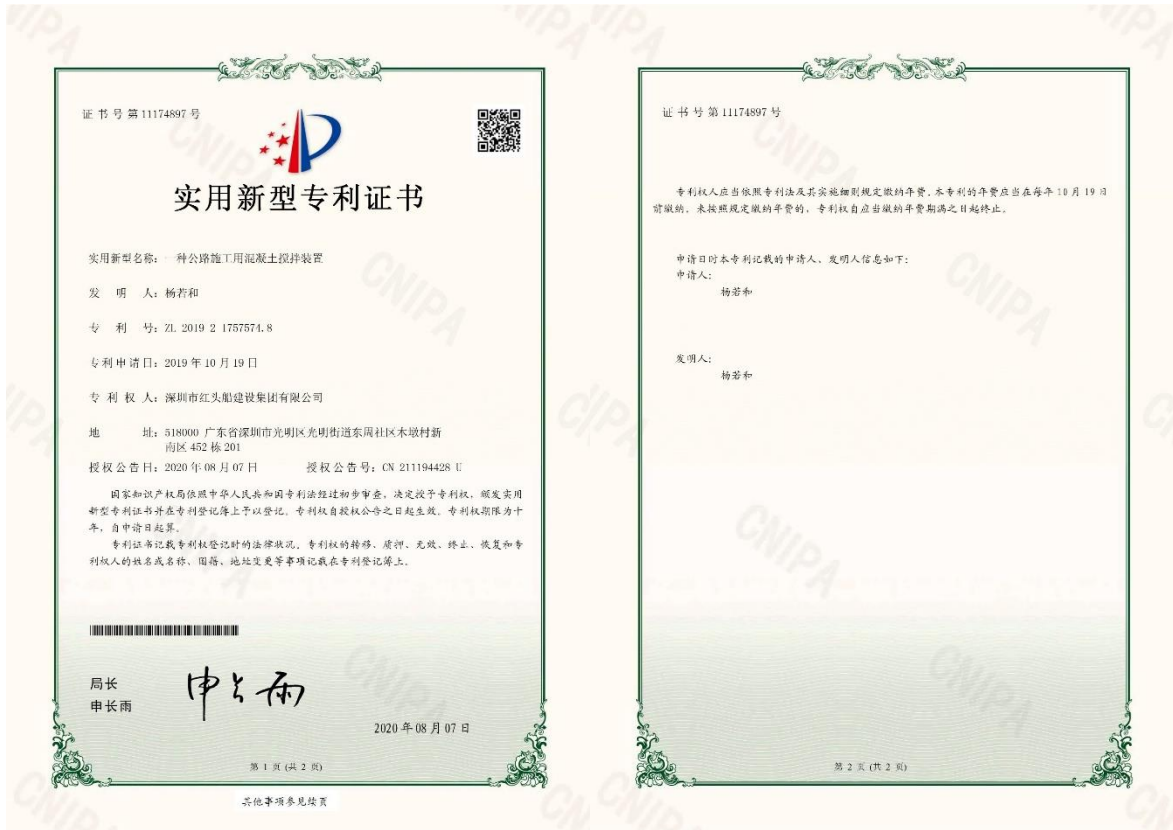 证书号第11174897号
实用新型专利证书
实用新型名称：一种公路施工用混凝土搅拌装置
发 明 人：杨若和
专 利 号：ZL 2019 2 1757574.8
专利申请日：2019年10月19日
专 利 权 人：深圳市红头船建设集团有限公司
地 址：518000 广东省深圳市光明区光明街道东周社区木墩村新
南区452栋201
授权公告日：2020年08月07日 授权公告号：CN 211194428 U
国家知识产权局依照中华人民共和国专利法经过初步审查，决定授予专利权，颁发实用
新型专利证书并在专利登记簿上予以登记。专利权自授权公告之日起生效。专利权期限为十
年，自申请日起算。
专利证书记载专利权登记时的法律状况。专利权的转移、质押、无效、终止、恢复和专
利权人的姓名或名称、国籍、地址变更等事项记载在专利登记簿上。
局长
申长雨
申长雨
2020年08月07日
第 1 页 (共 2 页)
其他事项参见续页
证书号第11174897号
专利权人应当依照专利法及其实施细则规定缴纳年费。本专利的年费应当在每年10月19日
前缴纳。未按照规定缴纳年费的，专利权自应当缴纳年费期满之日起终止。
申请日时本专利记载的申请人、发明人信息如下：
申请人：
杨若和
发明人：
杨若和
第 2 页 (共 2 页)
CNIPA